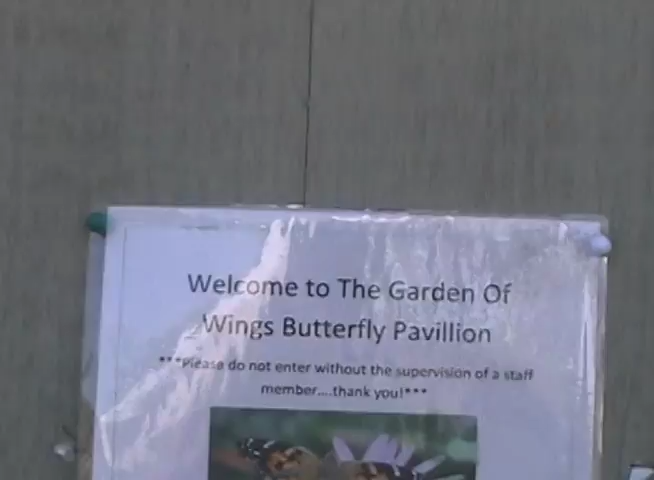 Welcome to The Garden Of
Wings Butterfly Pavillion
***Please do not enter without the supervision of a staff
member....thank you!***